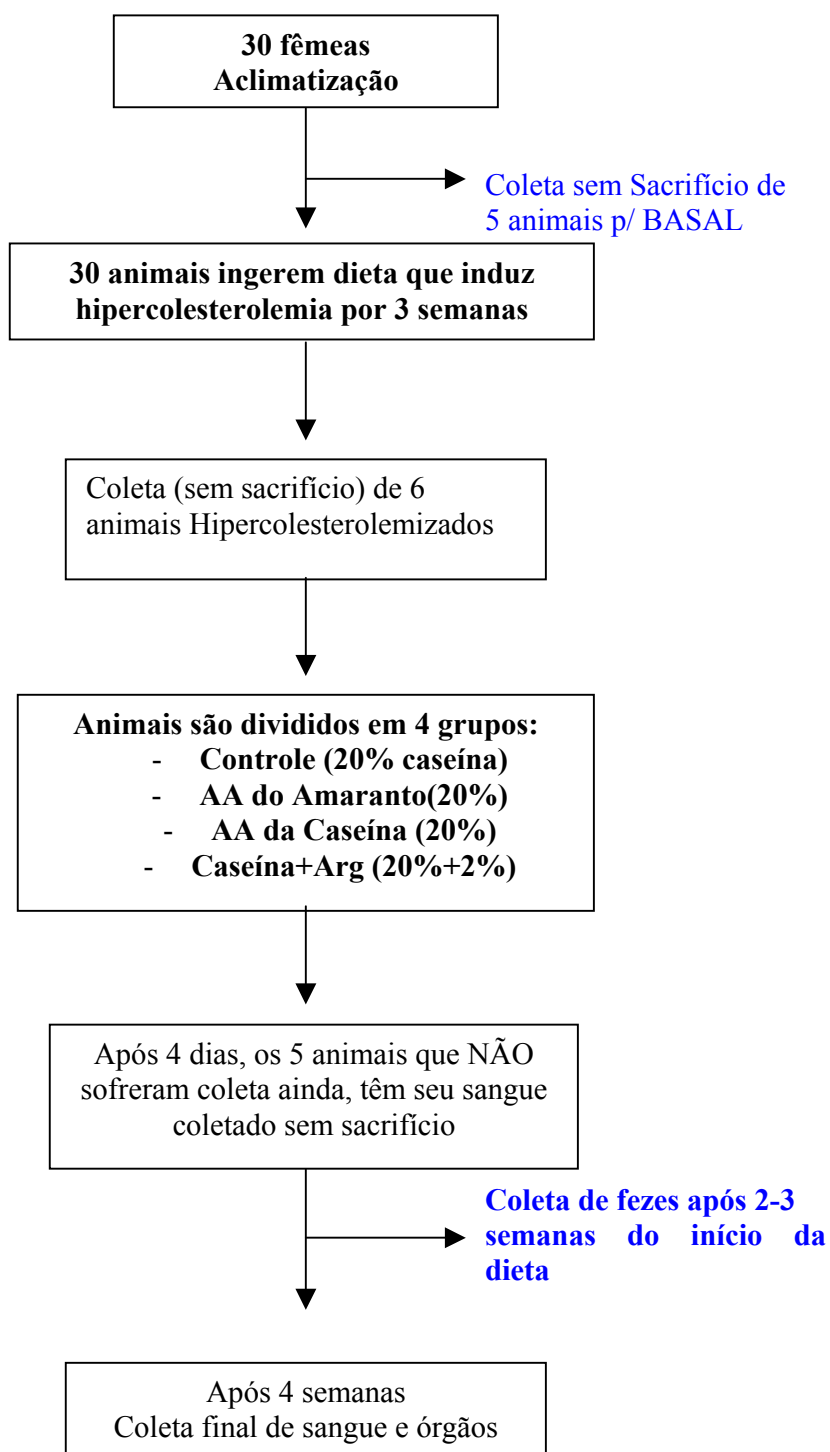 30 fêmeas
Aclimatização
Coleta sem Sacrifício de
5 animais p/ BASAL
30 animais ingerem dieta que induz
hipercolesterolemia por 3 semanas
Coleta (sem sacrifício) de 6
animais Hipercolesterolemizados
Animais são divididos em 4 grupos:
- Controle (20% caseína)
- AA do Amaranto(20%)
- AA da Caseína (20%)
- Caseína+Arg (20%+2%)
Após 4 dias, os 5 animais que NÃO
sofreram coleta ainda, têm seu sangue
coletado sem sacrifício
Coleta de fezes após 2-3
semanas do início da
dieta
Após 4 semanas
Coleta final de sangue e órgãos